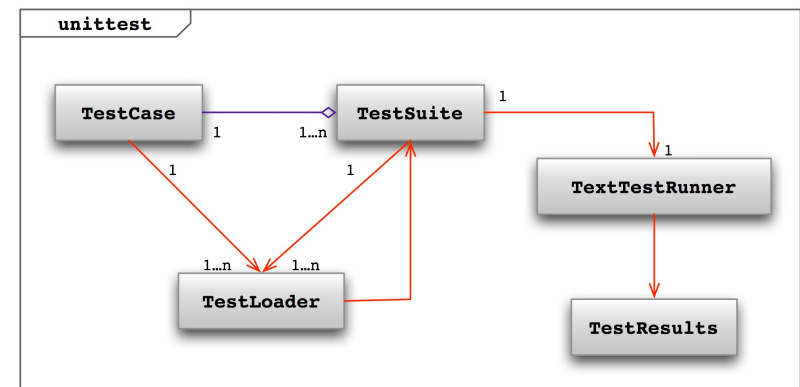 unittest
TestCase
TestSuite
1
1
1…n
1
TextTestRunner
1
1
1…n
1…n
TestLoader
TestResults